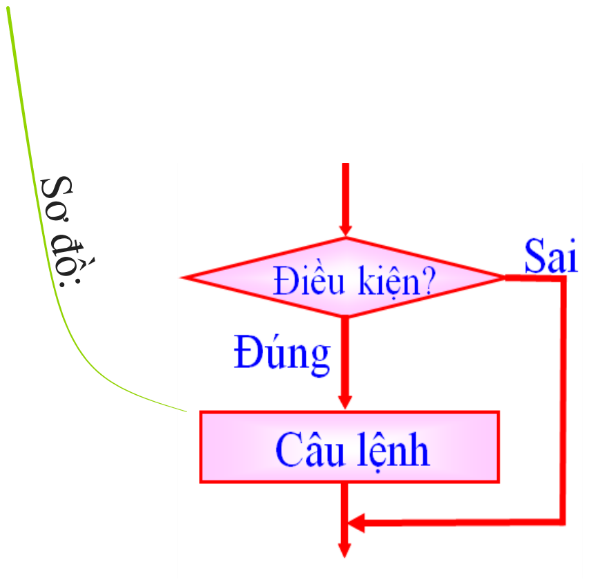 Sơ đồ:
Điều kiện?
Sai
Đúng
Câu lệnh